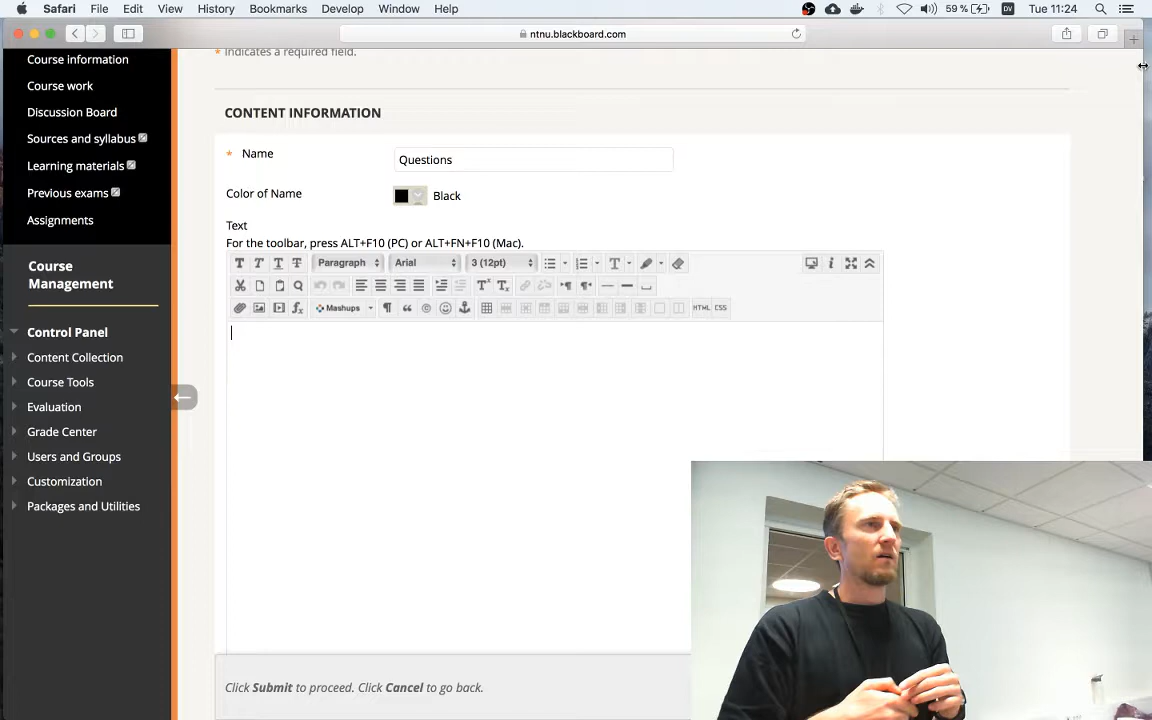 Safari File Edit View History Bookmarks Develop Window Help 59 % DV Tue 11:24
ntnu.blackboard.com
* Indicates a required field.
Course information
Course work
Discussion Board
Sources and syllabus
Learning materials
Previous exams
Assignments
Course Management
Control Panel
Content Collection
Course Tools
Evaluation
Grade Center
Users and Groups
Customization
Packages and Utilities
CONTENT INFORMATION
* Name Questions
Color of Name Black
Text
For the toolbar, press ALT+F10 (PC) or ALT+FN+F10 (Mac).
T T T T Paragraph Arial 3 (12pt) T
Mashups HTML CSS
Click Submit to proceed. Click Cancel to go back.